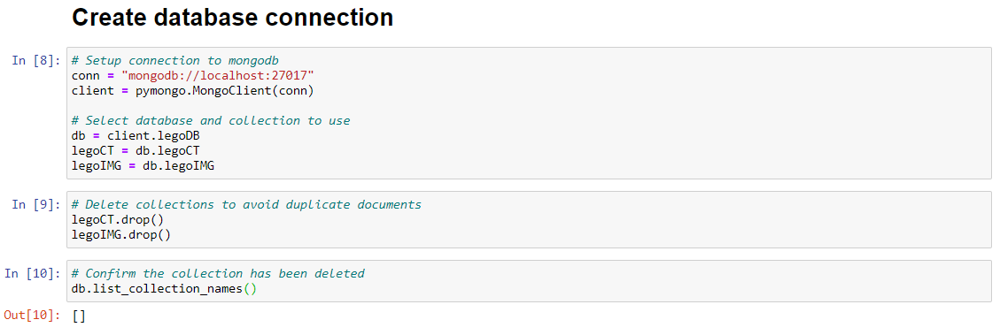 Create database connection
In [8]: # Setup connection to mongodb
conn = "mongodb://localhost:27017"
client = pymongo.MongoClient(conn)
# Select database and collection to use
db = client.legoDB
legoCT = db.legoCT
legoIMG = db.legoIMG
In [9]: # Delete collections to avoid duplicate documents
legoCT.drop()
legoIMG.drop()
In [10]: # Confirm the collection has been deleted
db.list_collection_names()
Out[10]: []